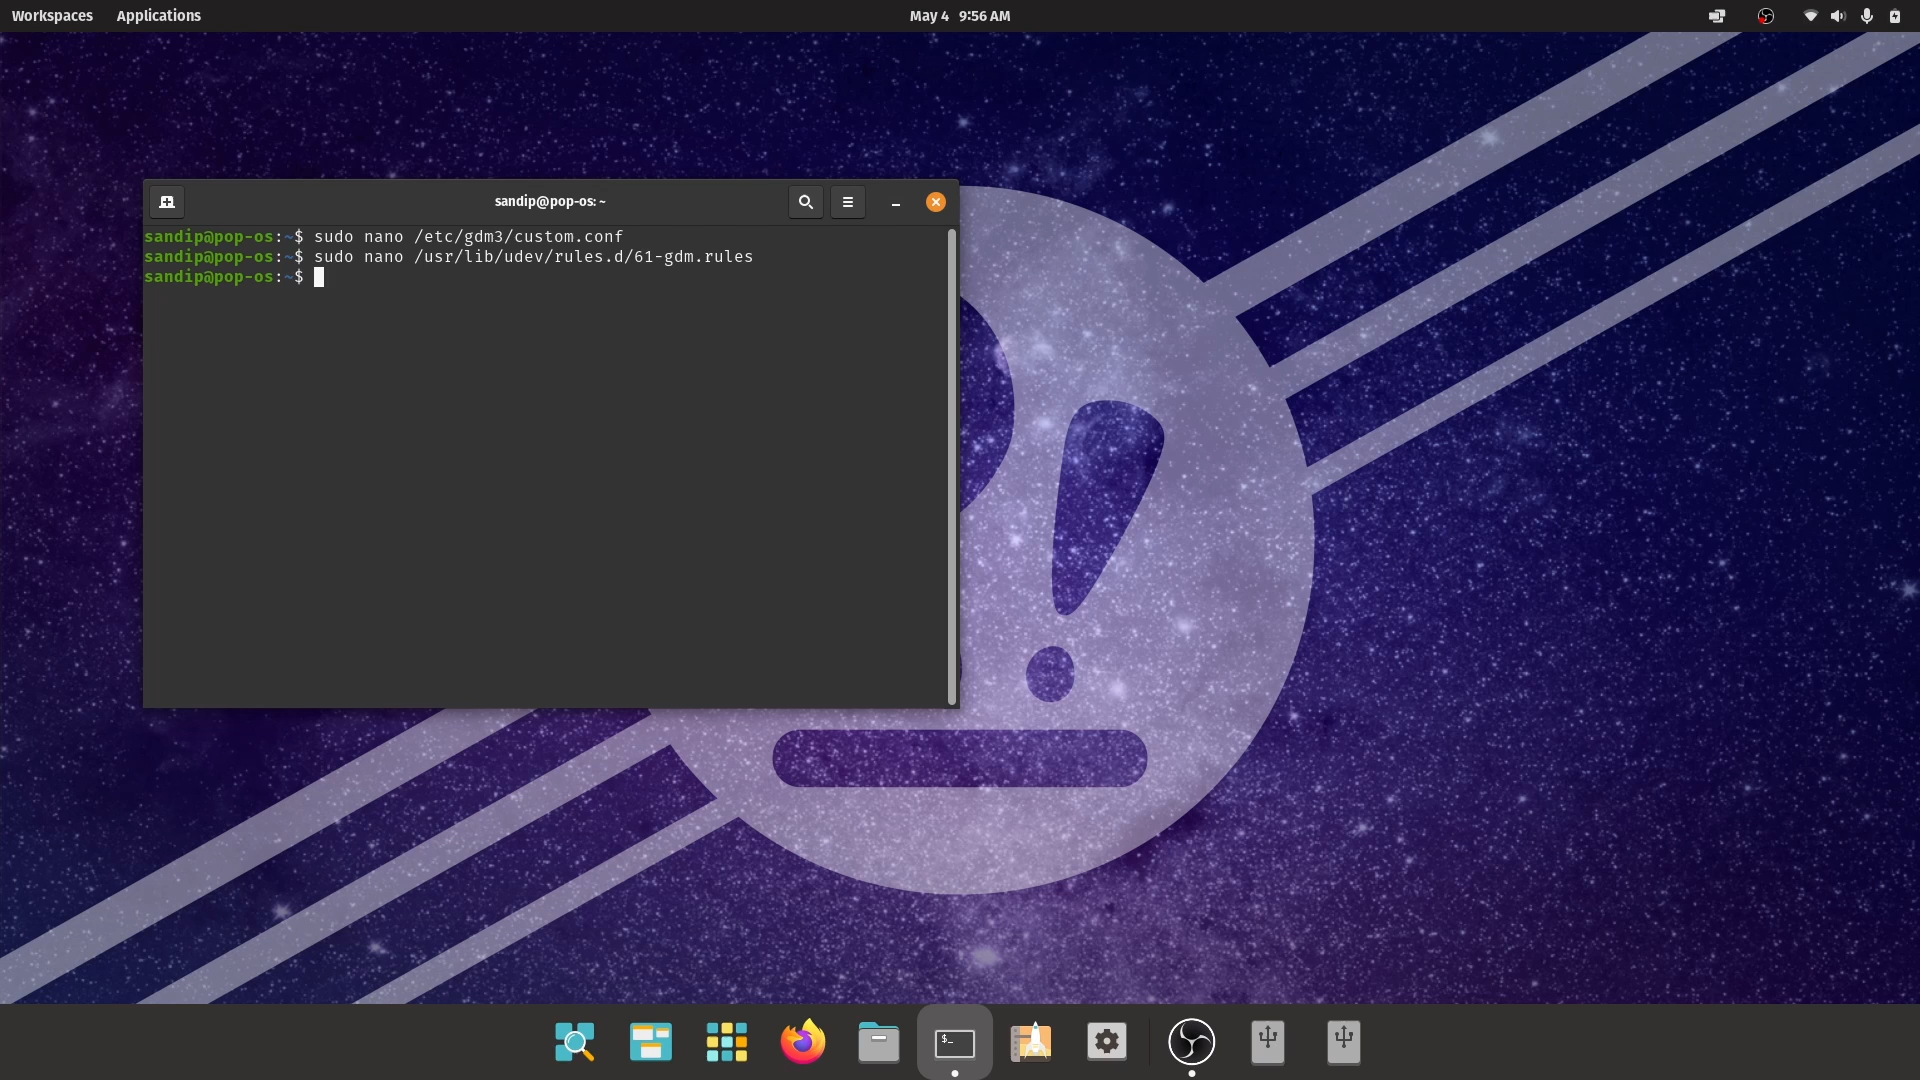 Workspaces Applications May 4 9:56 AM
sandip@pop-os: ~
sandip@pop-os:~$ sudo nano /etc/gdm3/custom.conf
sandip@pop-os:~$ sudo nano /usr/lib/udev/rules.d/61-gdm.rules
sandip@pop-os:~$
$_